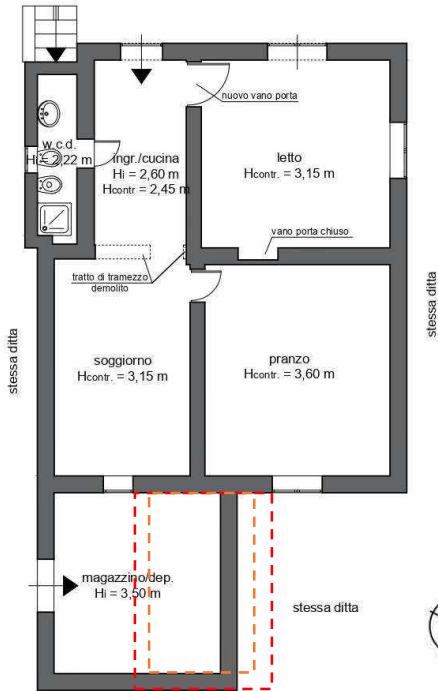 nuovo vano porta
w.c.d.
Hi = 2,22 m
ingr./cucina
Hi = 2,60 m
Hcontr = 2,45 m
letto
Hcontr. = 3,15 m
vano porta chiuso
tratto di tramezzo
demolito
stessa ditta
stessa ditta
soggiorno
Hcontr. = 3,15 m
pranzo
Hcontr. = 3,60 m
magazzino/dep.
Hi = 3,50 m
stessa ditta